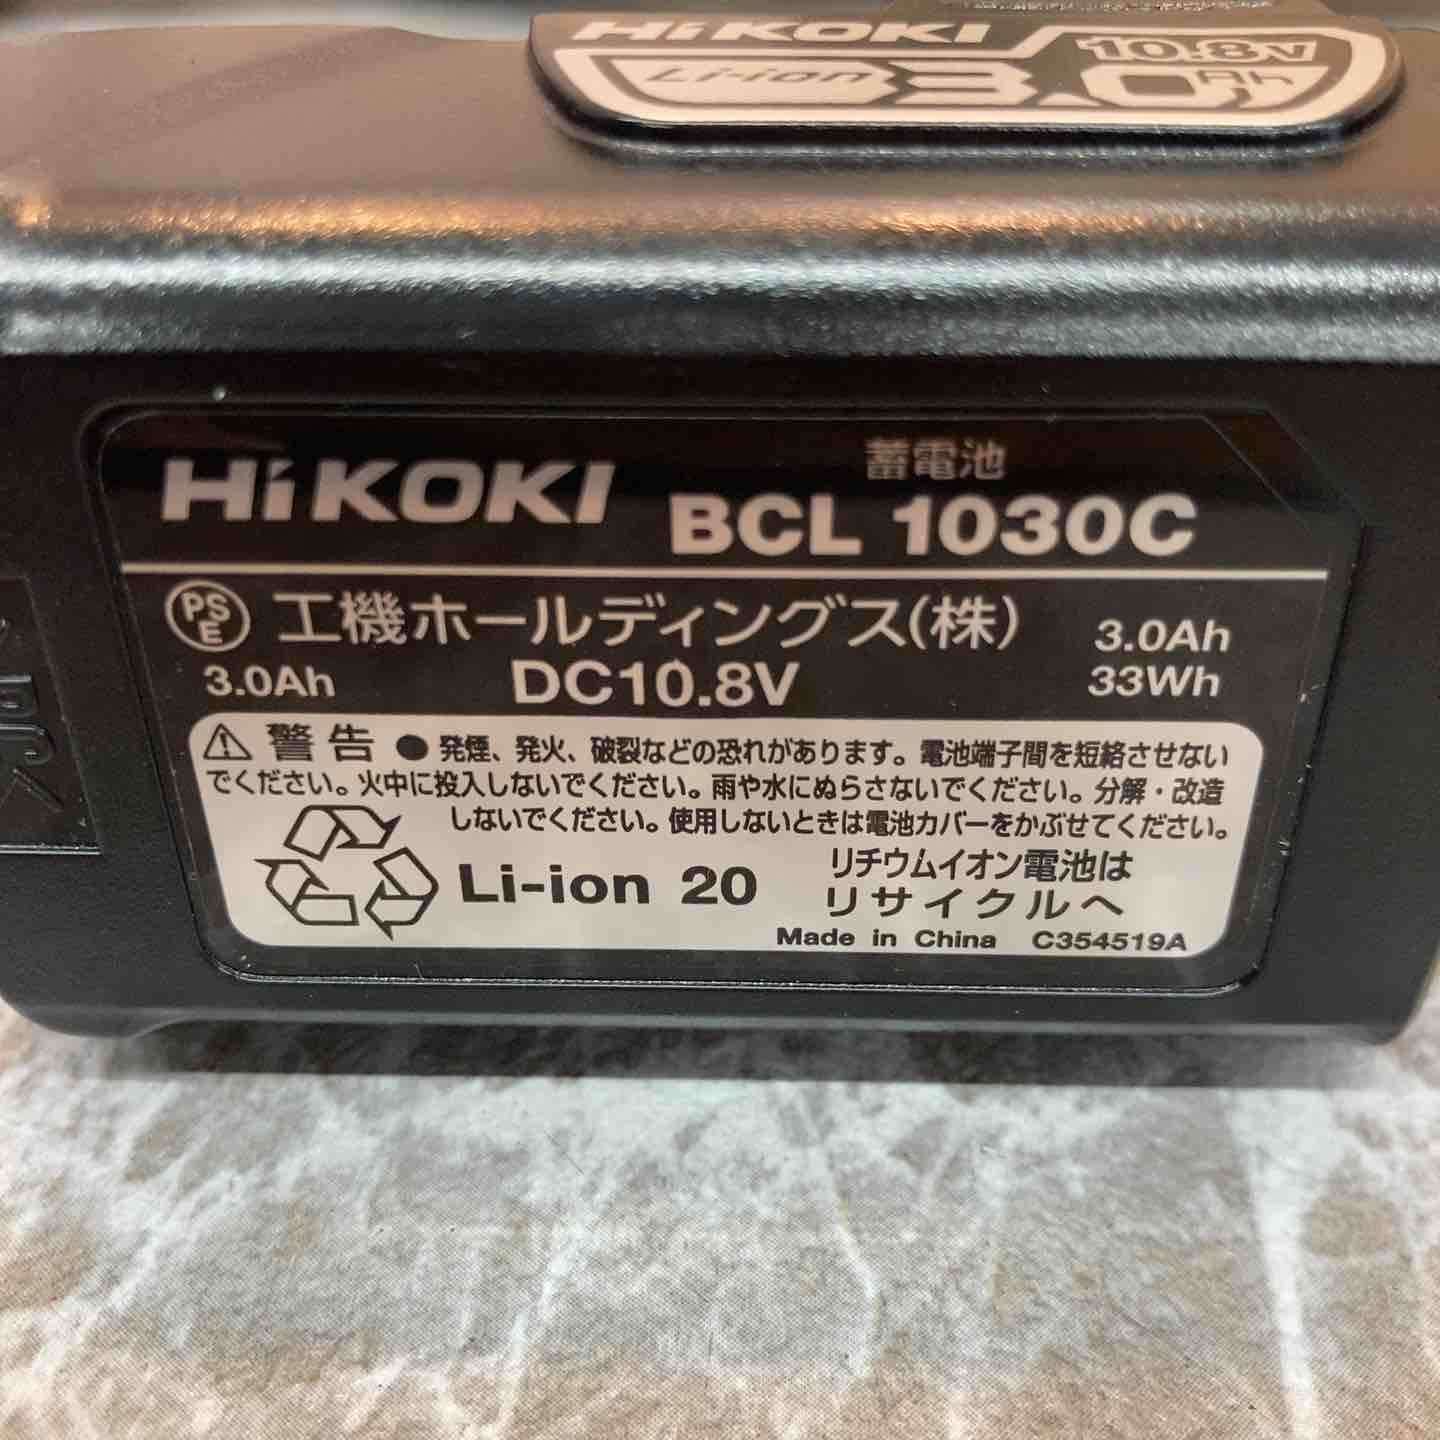 HiKOKI
10.8V
Li-ion 3.0Ah
HiKOKI
蓄電池
BCL 1030C
PSE 工機ホールディングス(株) 3.0Ah
3.0Ah DC10.8V 33Wh
⚠ 警告 ● 発煙、発火、破裂などの恐れがあります。電池端子間を短絡させない
でください。火中に投入しないでください。雨や水にぬらさないでください。分解・改造
しないでください。使用しないときは電池カバーをかぶせてください。
Li-ion 20
リチウムイオン電池は
リサイクルへ
Made in China C354519A